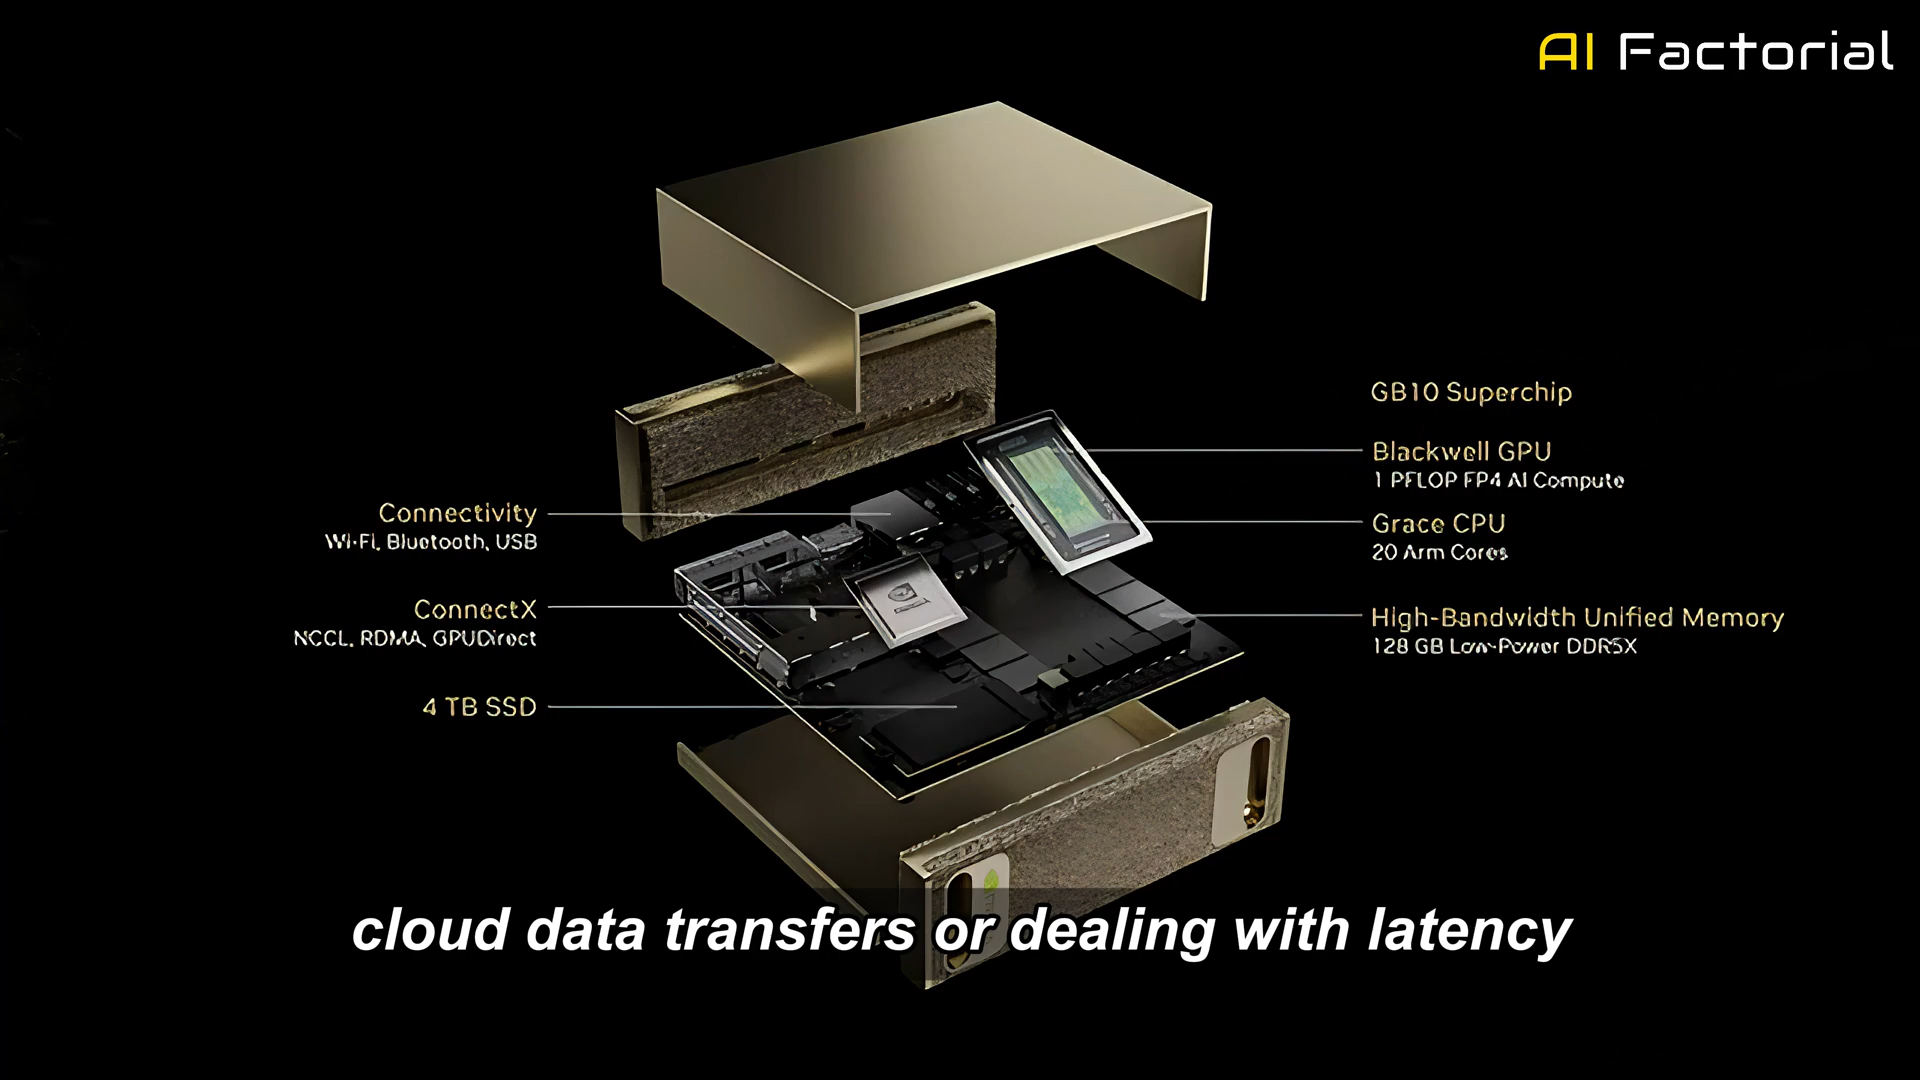 AI Factorial
GB10 Superchip
Blackwell GPU
1 PFLOP FP4 AI Compute
Grace CPU
20 Arm Cores
High-Bandwidth Unified Memory
128 GB Low-Power DDR5X
Connectivity
Wi-Fi, Bluetooth, USB
ConnectX
NCCL, RDMA, GPUDirect
4 TB SSD
cloud data transfers or dealing with latency